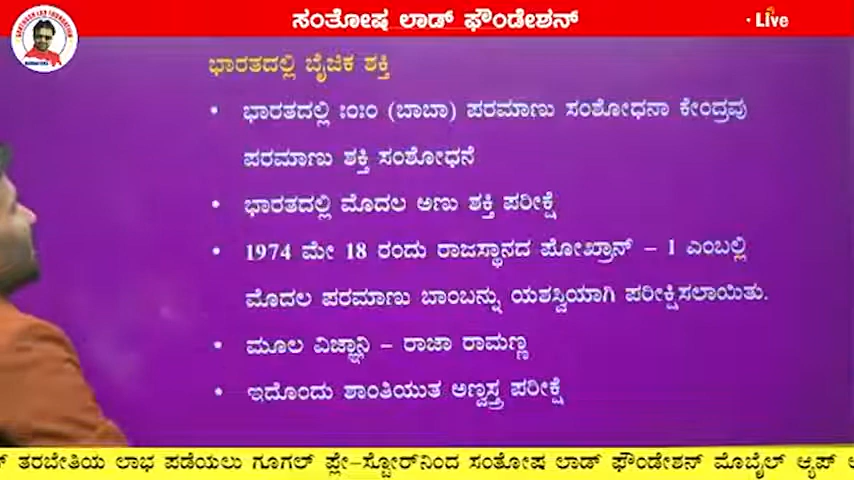 ಸಂತೋಷ ಲಾಡ್ ಫೌಂಡೇಶನ್
• Live
ಭಾರತದಲ್ಲಿ ಬೈಜಿಕ ಶಕ್ತಿ
• ಭಾರತದಲ್ಲಿ ಃಂಃಂ (ಬಾಬಾ) ಪರಮಾಣು ಸಂಶೋಧನಾ ಕೇಂದ್ರವು
ಪರಮಾಣು ಶಕ್ತಿ ಸಂಶೋಧನೆ
• ಭಾರತದಲ್ಲಿ ಮೊದಲ ಅಣು ಶಕ್ತಿ ಪರೀಕ್ಷೆ
• 1974 ಮೇ 18 ರಂದು ರಾಜಸ್ಥಾನದ ಪೋಖ್ರಾನ್ – 1 ಎಂಬಲ್ಲಿ
ಮೊದಲ ಪರಮಾಣು ಬಾಂಬನ್ನು ಯಶಸ್ವಿಯಾಗಿ ಪರೀಕ್ಷಿಸಲಾಯಿತು.
• ಮೂಲ ವಿಜ್ಞಾನಿ – ರಾಜಾ ರಾಮಣ್ಣ
• ಇದೊಂದು ಶಾಂತಿಯುತ ಅಣ್ವಸ್ತ್ರ ಪರೀಕ್ಷೆ
ತರಬೇತಿಯ ಲಾಭ ಪಡೆಯಲು ಗೂಗಲ್ ಪ್ಲೇ–ಸ್ಟೋರ್‌ನಿಂದ ಸಂತೋಷ ಲಾಡ್ ಫೌಂಡೇಶನ್ ಮೊಬೈಲ್ ಆ್ಯಪ್